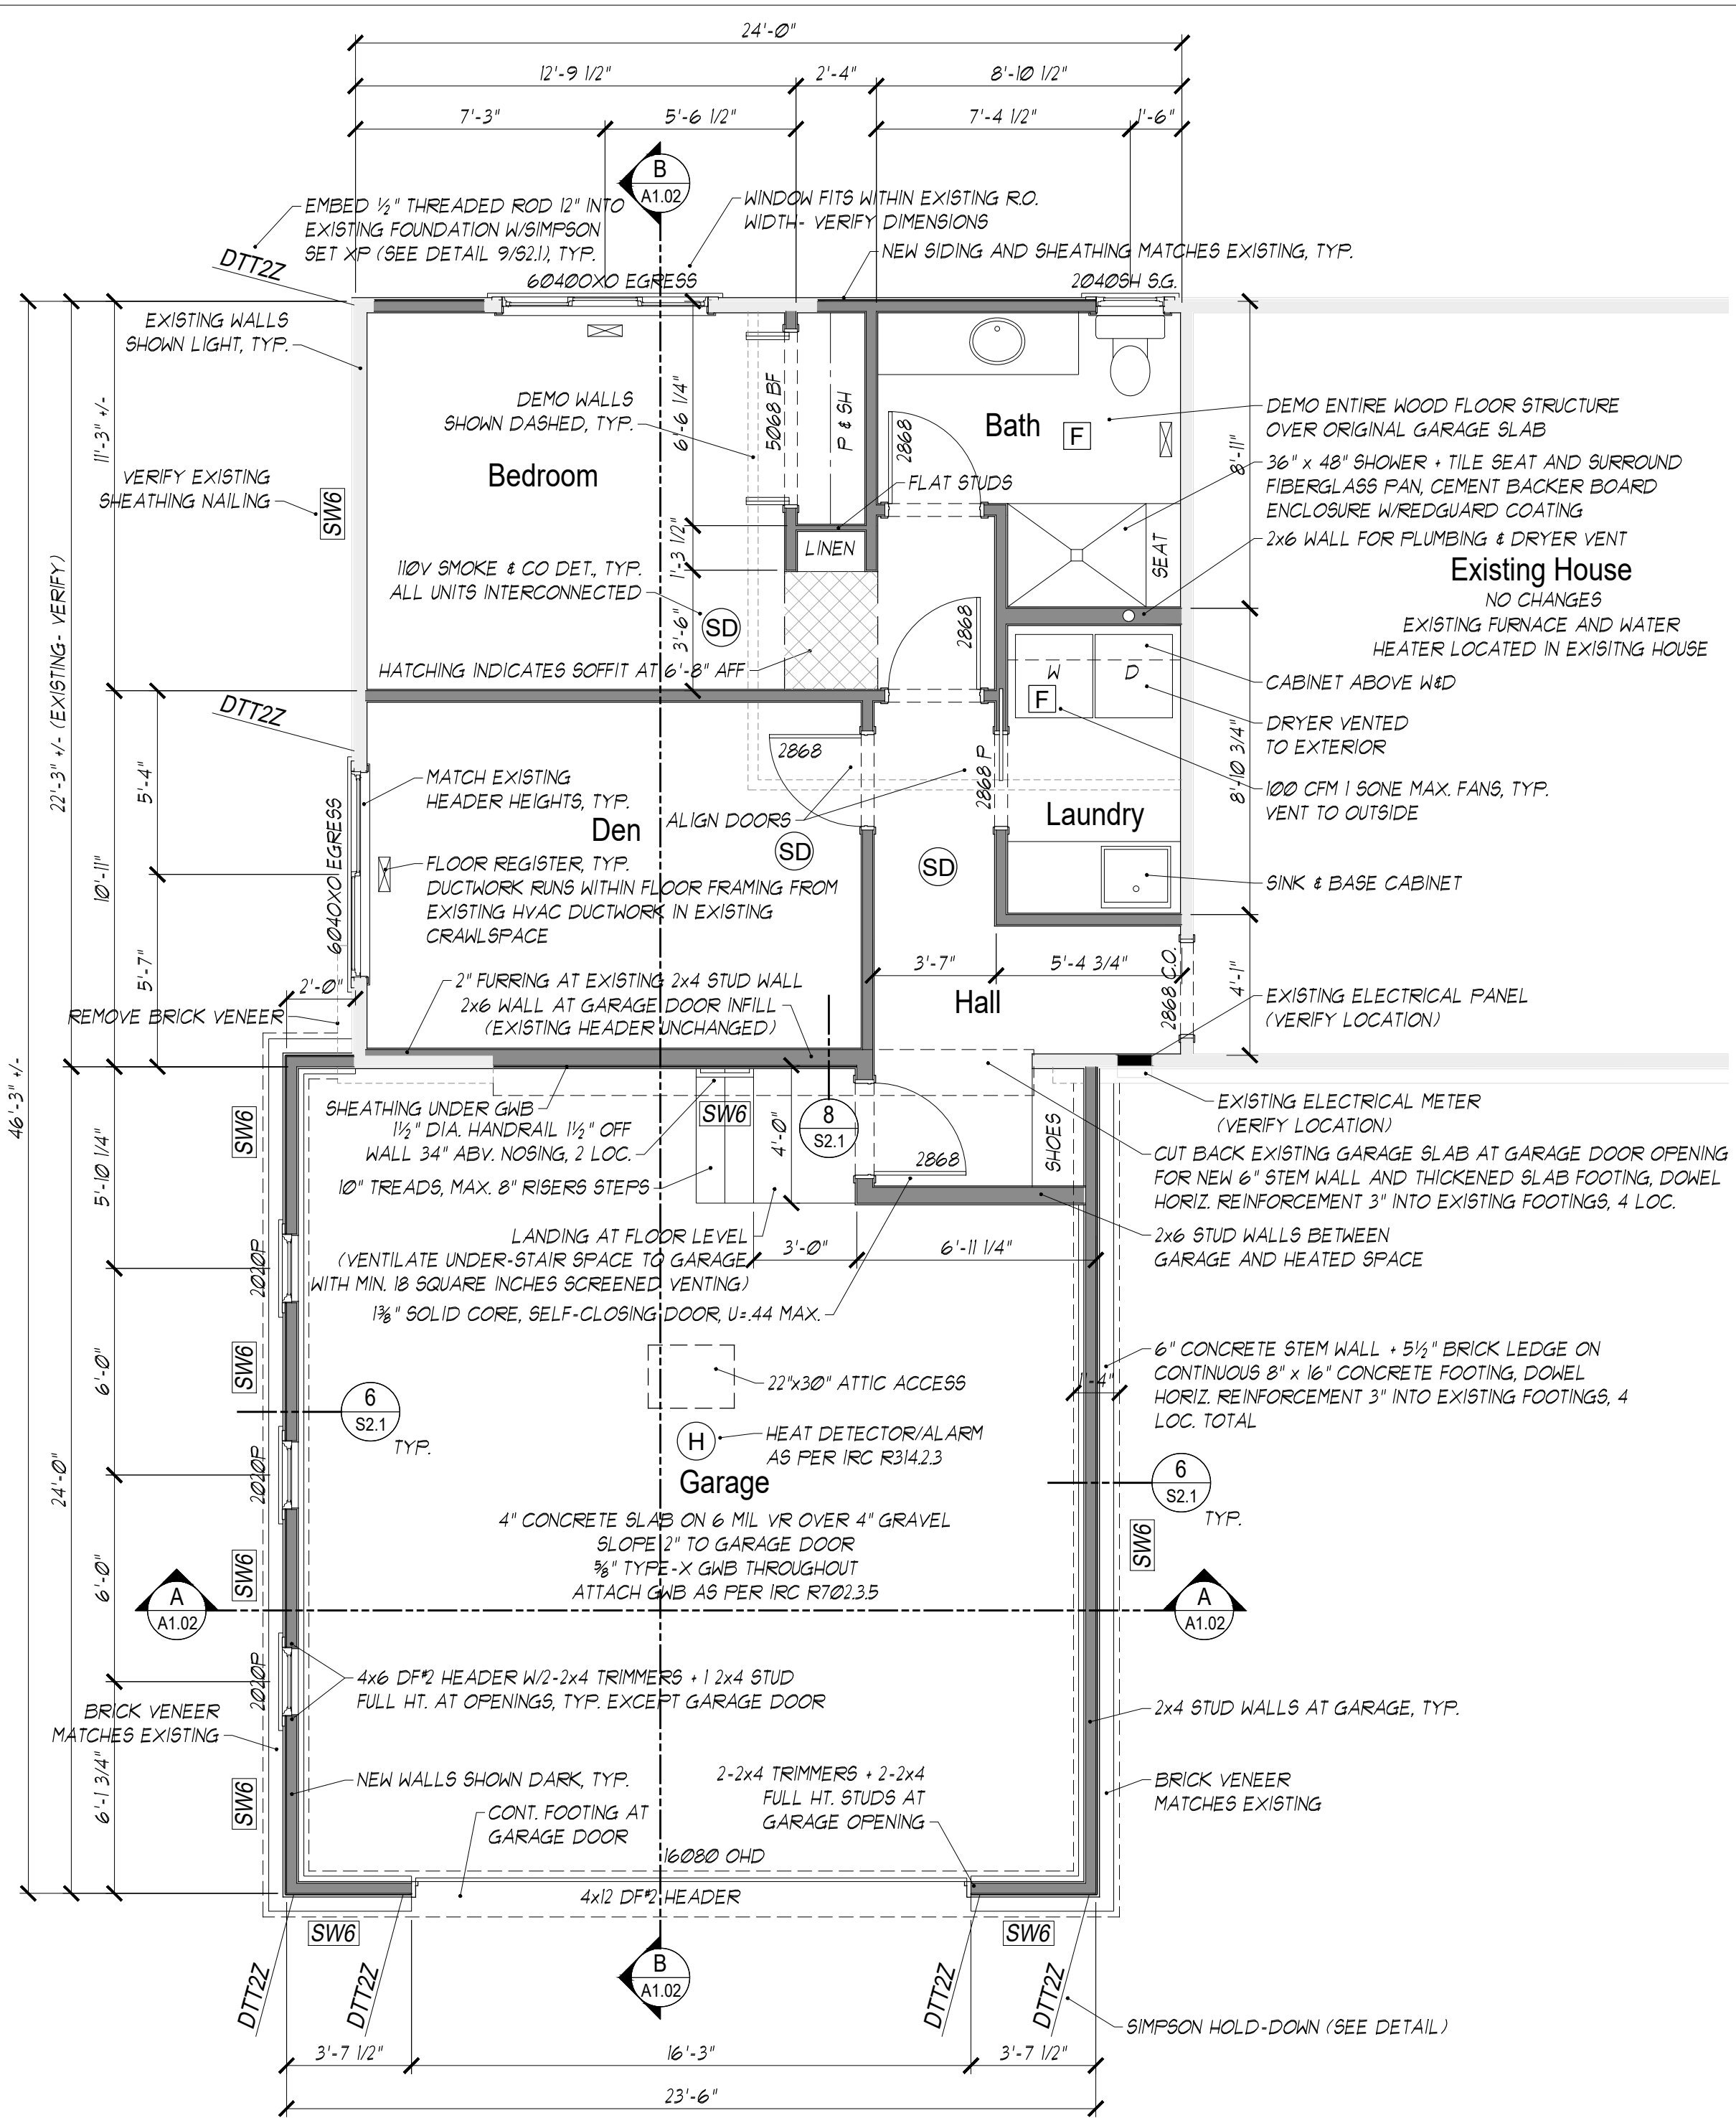 24'-0"
12'-9 1/2"
2'-4"
8'-10 1/2"
7'-3"
5'-6 1/2"
7'-4 1/2"
1'-6"
B
A1.02
EMBED ½" THREADED ROD 12" INTO
EXISTING FOUNDATION W/SIMPSON
SET XP (SEE DETAIL 9/S2.1), TYP.
WINDOW FITS WITHIN EXISTING R.O.
WIDTH- VERIFY DIMENSIONS
NEW SIDING AND SHEATHING MATCHES EXISTING, TYP.
DTT2Z
6040OXO EGRESS
2040SH S.G.
EXISTING WALLS
SHOWN LIGHT, TYP.
DEMO WALLS
SHOWN DASHED, TYP.
6'-6 1/4"
5068 BF
P & SH
2868
Bath
F
DEMO ENTIRE WOOD FLOOR STRUCTURE
OVER ORIGINAL GARAGE SLAB
11'-3" +/-
8'-11"
Bedroom
VERIFY EXISTING
SHEATHING NAILING
SW6
FLAT STUDS
36" x 48" SHOWER + TILE SEAT AND SURROUND
FIBERGLASS PAN, CEMENT BACKER BOARD
ENCLOSURE W/REDGUARD COATING
1'-3 1/2"
LINEN
SEAT
2x6 WALL FOR PLUMBING & DRYER VENT
Existing House
NO CHANGES
EXISTING FURNACE AND WATER
HEATER LOCATED IN EXISITNG HOUSE
110V SMOKE & CO DET., TYP.
ALL UNITS INTERCONNECTED
SD
3'-6"
2868
HATCHING INDICATES SOFFIT AT 6'-8" AFF
W
D
F
CABINET ABOVE W&D
DRYER VENTED
TO EXTERIOR
22'-3" +/- (EXISTING- VERIFY)
DTT2Z
2868
2868 P
8'-10 3/4"
100 CFM 1 SONE MAX. FANS, TYP.
VENT TO OUTSIDE
5'-4"
MATCH EXISTING
HEADER HEIGHTS, TYP.
Den
ALIGN DOORS
Laundry
SD
SD
6040XO EGRESS
10'-11"
FLOOR REGISTER, TYP.
DUCTWORK RUNS WITHIN FLOOR FRAMING FROM
EXISTING HVAC DUCTWORK IN EXISTING
CRAWLSPACE
SINK & BASE CABINET
5'-7"
2'-0"
2" FURRING AT EXISTING 2x4 STUD WALL
2x6 WALL AT GARAGE DOOR INFILL
(EXISTING HEADER UNCHANGED)
3'-7"
5'-4 3/4"
2868 C.O.
4'-1"
Hall
REMOVE BRICK VENEER
EXISTING ELECTRICAL PANEL
(VERIFY LOCATION)
46'-3" +/-
SW6
SHEATHING UNDER GWB
1½" DIA. HANDRAIL 1½" OFF
WALL 34" ABV. NOSING, 2 LOC.
10" TREADS, MAX. 8" RISERS STEPS
SW6
4'-0"
8
S2.1
2868
SHOES
EXISTING ELECTRICAL METER
(VERIFY LOCATION)
CUT BACK EXISTING GARAGE SLAB AT GARAGE DOOR OPENING
FOR NEW 6" STEM WALL AND THICKENED SLAB FOOTING, DOWEL
HORIZ. REINFORCEMENT 3" INTO EXISTING FOOTINGS, 4 LOC.
5'-10 1/4"
LANDING AT FLOOR LEVEL
(VENTILATE UNDER-STAIR SPACE TO GARAGE
WITH MIN. 18 SQUARE INCHES SCREENED VENTING)
3'-0"
6'-11 1/4"
2x6 STUD WALLS BETWEEN
GARAGE AND HEATED SPACE
2020P
1⅜" SOLID CORE, SELF-CLOSING DOOR, U=.44 MAX.
6'-0"
SW6
22"x30" ATTIC ACCESS
1'-4"
6" CONCRETE STEM WALL + 5½" BRICK LEDGE ON
CONTINUOUS 8" x 16" CONCRETE FOOTING, DOWEL
HORIZ. REINFORCEMENT 3" INTO EXISTING FOOTINGS, 4
LOC. TOTAL
6
S2.1
TYP.
H
HEAT DETECTOR/ALARM
AS PER IRC R314.2.3
24'-0"
2020P
Garage
6
S2.1
TYP.
4" CONCRETE SLAB ON 6 MIL VR OVER 4" GRAVEL
SLOPE 2" TO GARAGE DOOR
⅝" TYPE-X GWB THROUGHOUT
ATTACH GWB AS PER IRC R702.3.5
6'-0"
SW6
SW6
A
A1.02
A
A1.02
2020P
4x6 DF#2 HEADER W/2-2x4 TRIMMERS + 1 2x4 STUD
FULL HT. AT OPENINGS, TYP. EXCEPT GARAGE DOOR
BRICK VENEER
MATCHES EXISTING
2x4 STUD WALLS AT GARAGE, TYP.
6'-1 3/4"
SW6
NEW WALLS SHOWN DARK, TYP.
CONT. FOOTING AT
GARAGE DOOR
2-2x4 TRIMMERS + 2-2x4
FULL HT. STUDS AT
GARAGE OPENING
BRICK VENEER
MATCHES EXISTING
16080 OHD
4x12 DF#2 HEADER
SW6
SW6
B
A1.02
DTT2Z
DTT2Z
DTT2Z
DTT2Z
SIMPSON HOLD-DOWN (SEE DETAIL)
3'-7 1/2"
16'-3"
3'-7 1/2"
23'-6"